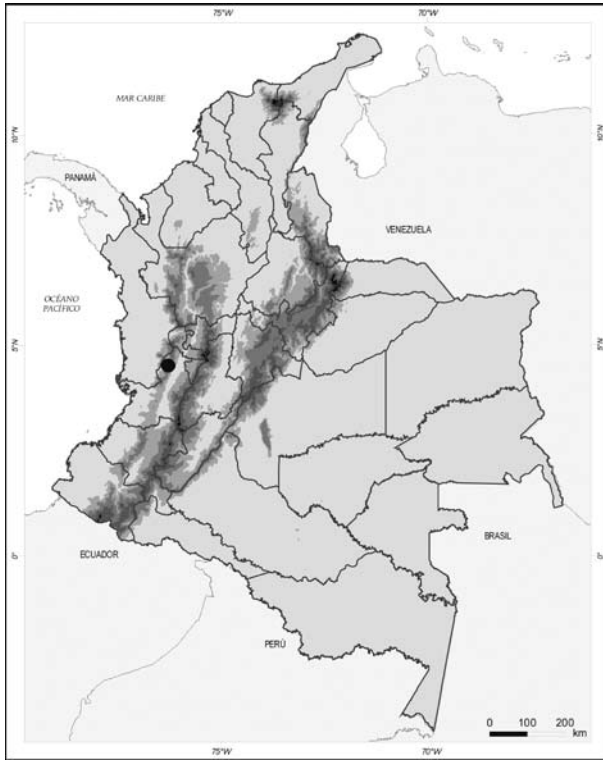 75°W
70°W
MAR CARIBE
10°N
10°N
PANAMÁ
VENEZUELA
OCÉANO
PACÍFICO
5°N
5°N
BRASIL
ECUADOR
0°
0°
PERÚ
0 100 200
km
75°W
70°W